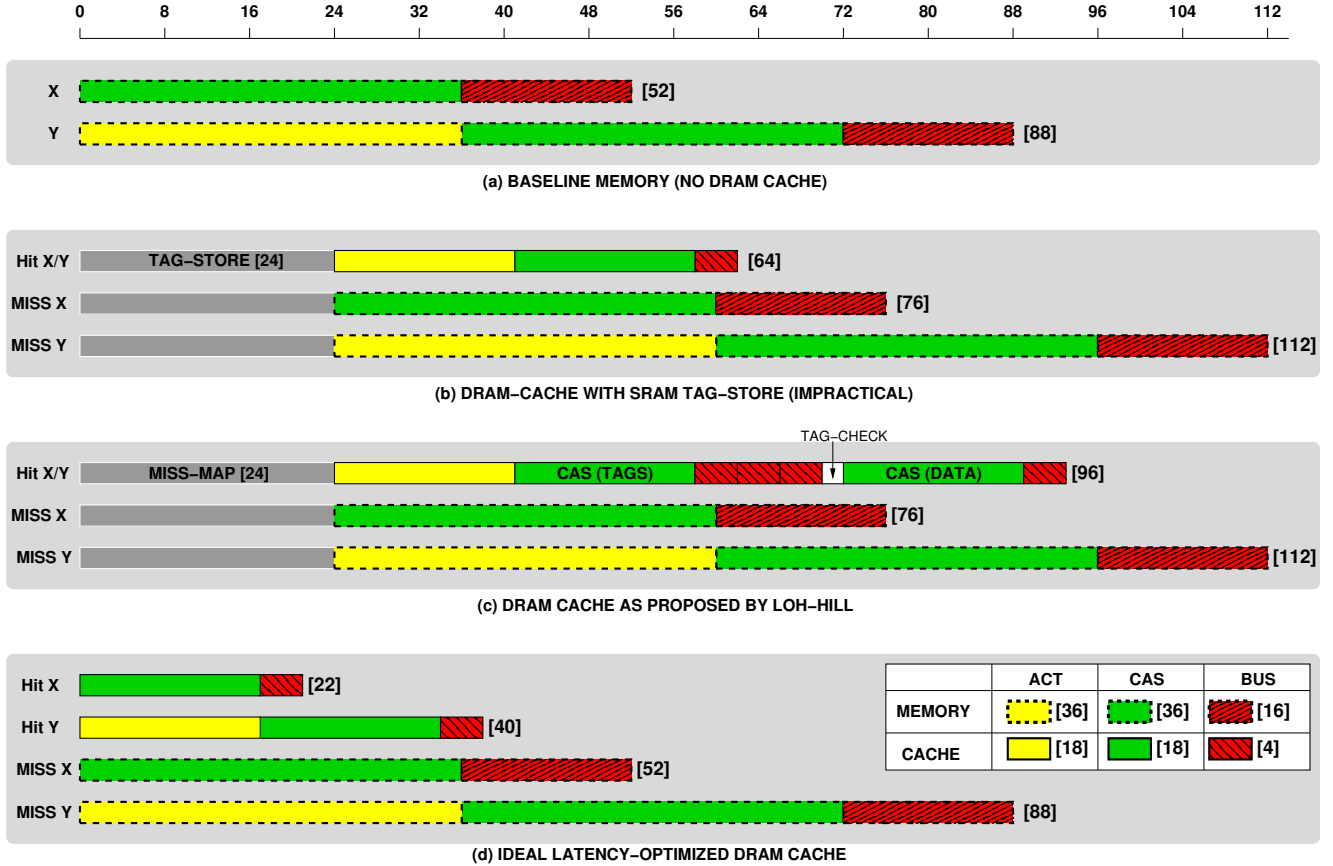 0 8 16 24 32 40 48 56 64 72 80 88 96 104 112
X [52]
Y [88]
(a) BASELINE MEMORY (NO DRAM CACHE)
Hit X/Y TAG−STORE [24] [64]
MISS X [76]
MISS Y [112]
(b) DRAM−CACHE WITH SRAM TAG−STORE (IMPRACTICAL)
TAG−CHECK
Hit X/Y MISS−MAP [24] CAS (TAGS) CAS (DATA) [96]
MISS X [76]
MISS Y [112]
(c) DRAM CACHE AS PROPOSED BY LOH−HILL
Hit X [22]
Hit Y [40]
MISS X [52]
MISS Y [88]
ACT CAS BUS
MEMORY [36] [36] [16]
CACHE [18] [18] [4]
(d) IDEAL LATENCY−OPTIMIZED DRAM CACHE